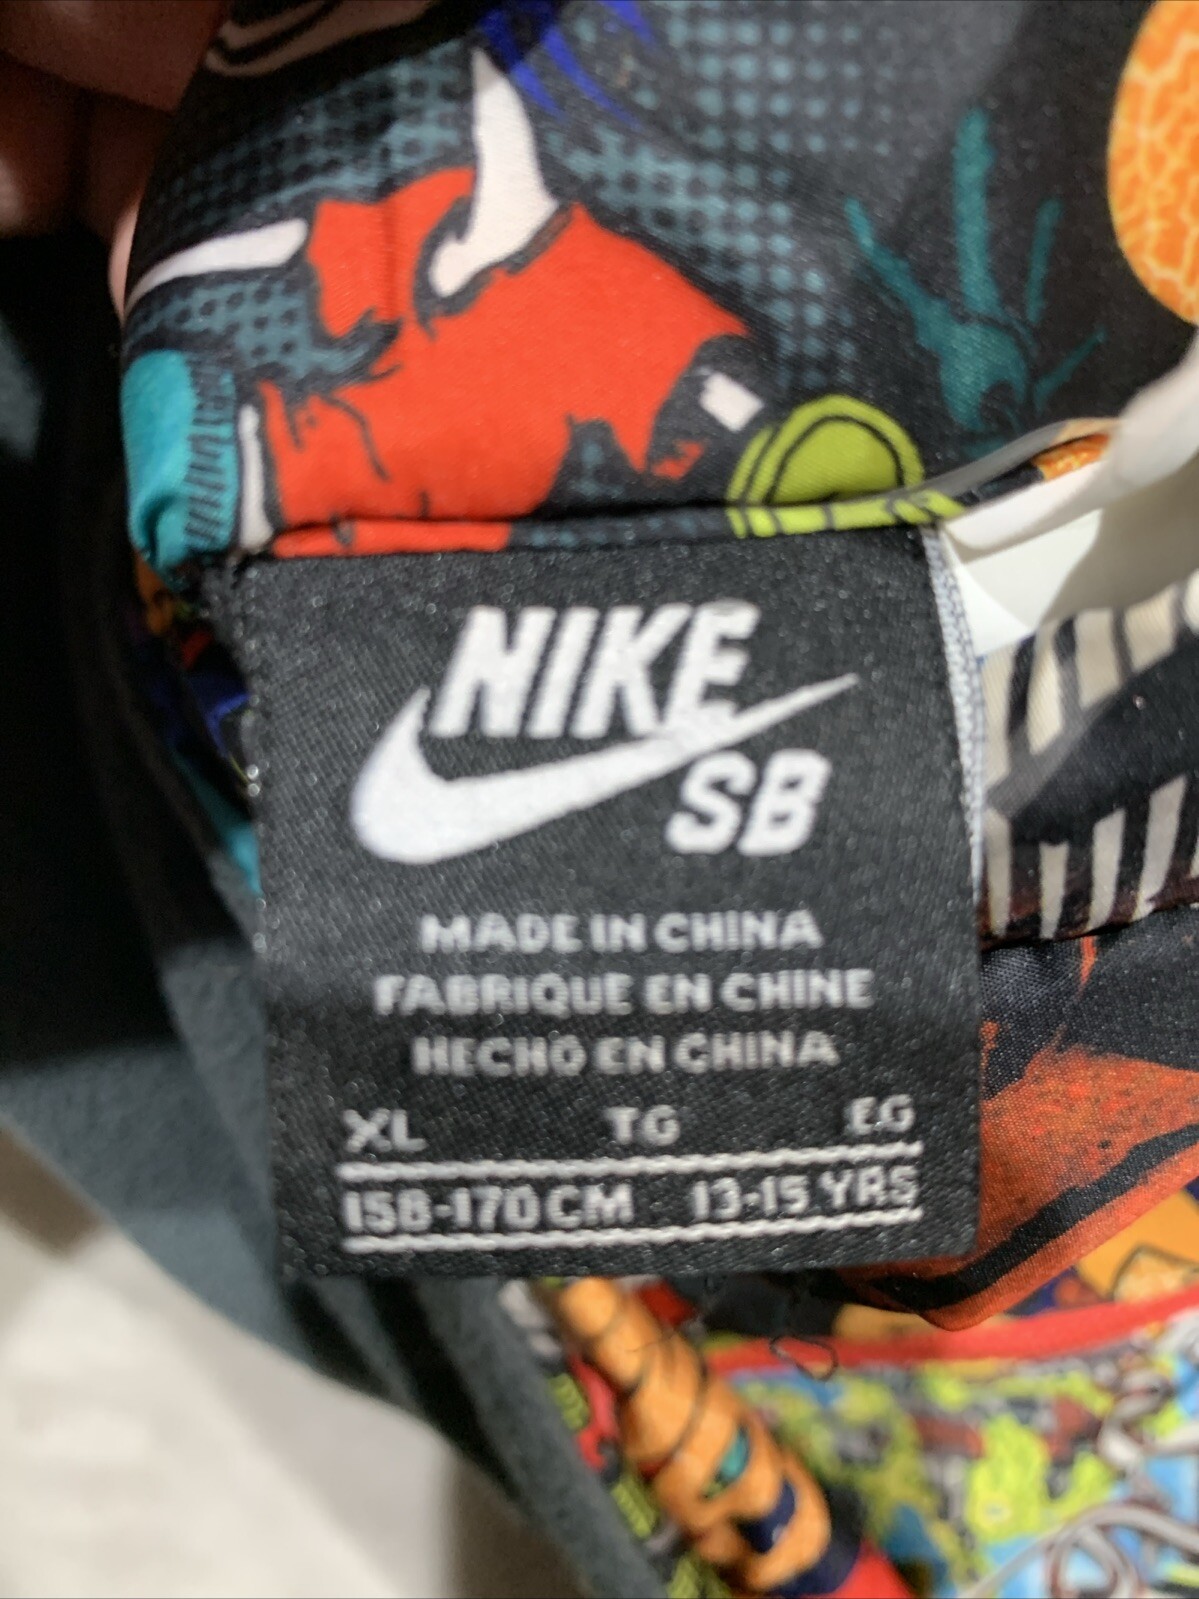 NIKE
SB
MADE IN CHINA
FABRIQUE EN CHINE
HECHO EN CHINA
XL TG EG
158-170 CM 13-15 YRS